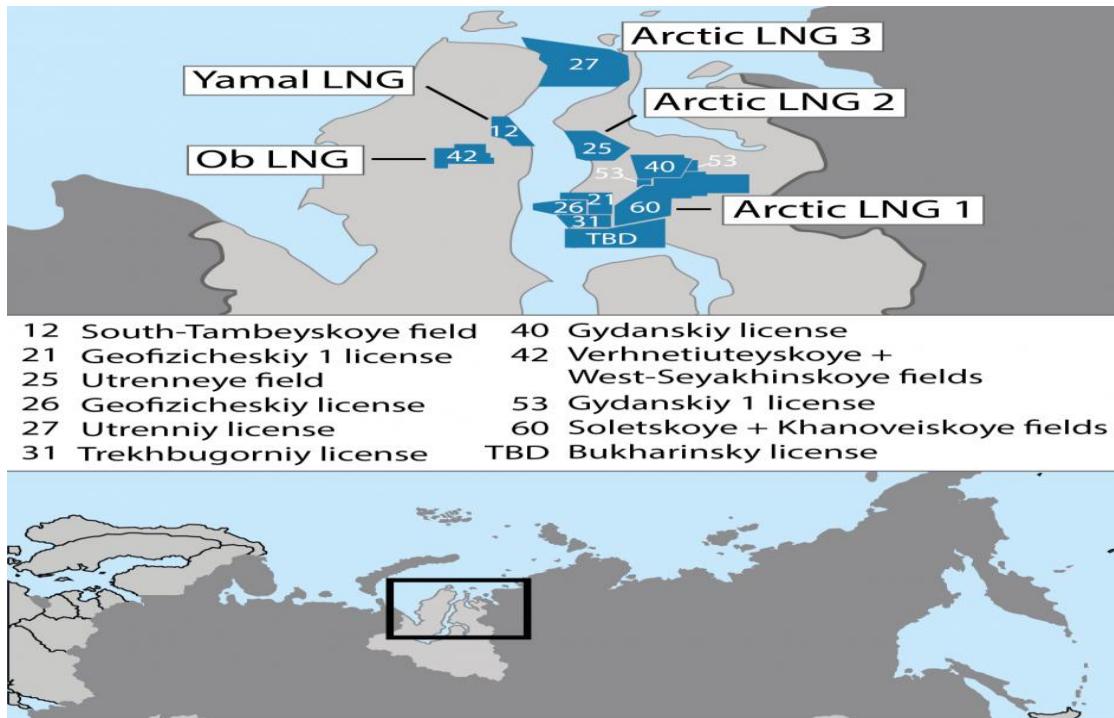 Arctic LNG 3
27
Yamal LNG
12
Arctic LNG 2
25
Ob LNG
42
40
53
53
21
26
60
Arctic LNG 1
31
TBD
12 South-Tambeyskoye field
21 Geofizicheskiy 1 license
25 Utrenneye field
26 Geofizicheskiy license
27 Utrenniy license
31 Trekhbugorniy license
40 Gydanskiy license
42 Verhnetiuteyskoye +
West-Seyakhinskoye fields
53 Gydanskiy 1 license
60 Soletskoye + Khanoveiskoye fields
TBD Bukharinsky license